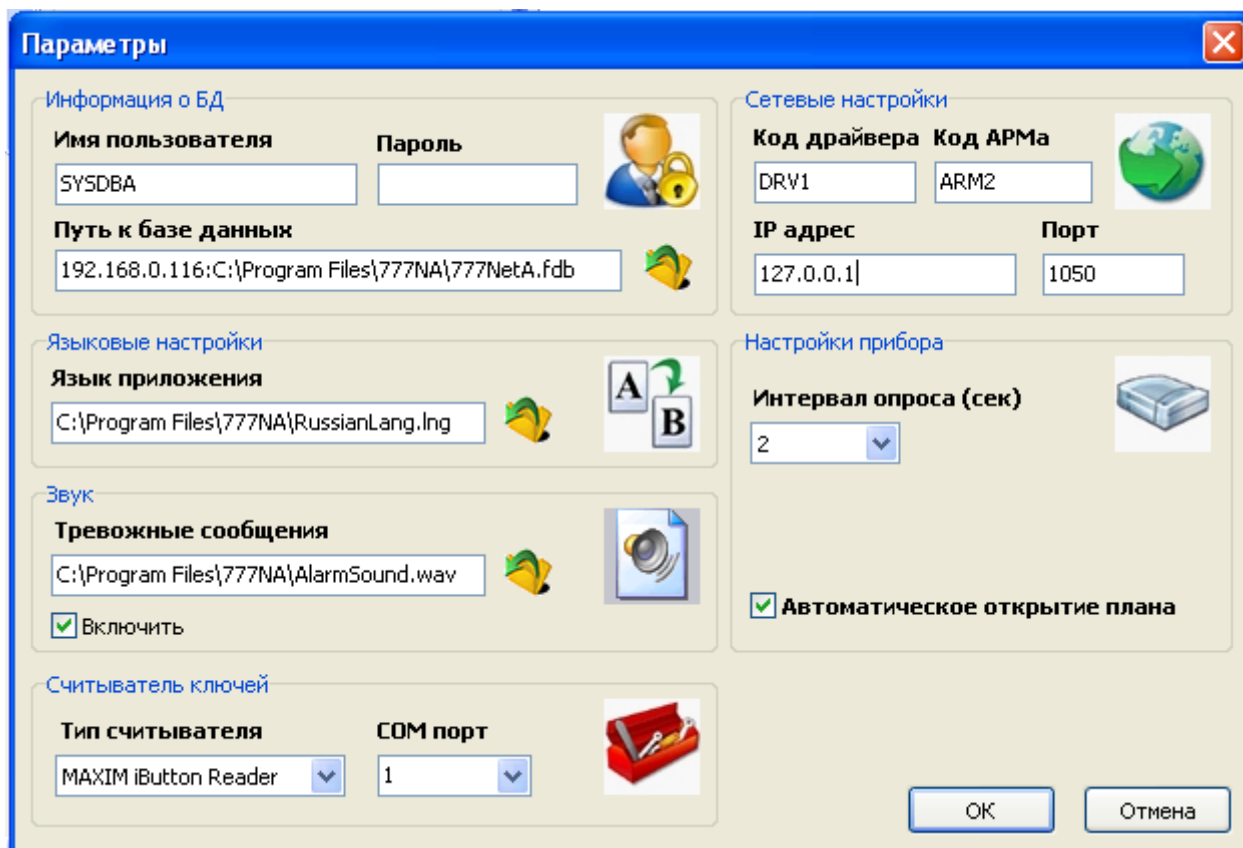 Параметры
Информация о БД
Имя пользователя
Пароль
SYSDBA
Путь к базе данных
192.168.0.116:C:\Program Files\777NA\777NetA.fdb
Сетевые настройки
Код драйвера
Код АРМа
DRV1
ARM2
IP адрес
Порт
127.0.0.1
1050
Языковые настройки
Язык приложения
C:\Program Files\777NA\RussianLang.lng
A
B
Настройки прибора
Интервал опроса (сек)
2
Автоматическое открытие плана
Звук
Тревожные сообщения
C:\Program Files\777NA\AlarmSound.wav
Включить
Считыватель ключей
Тип считывателя
COM порт
MAXIM iButton Reader
1
OK
Отмена